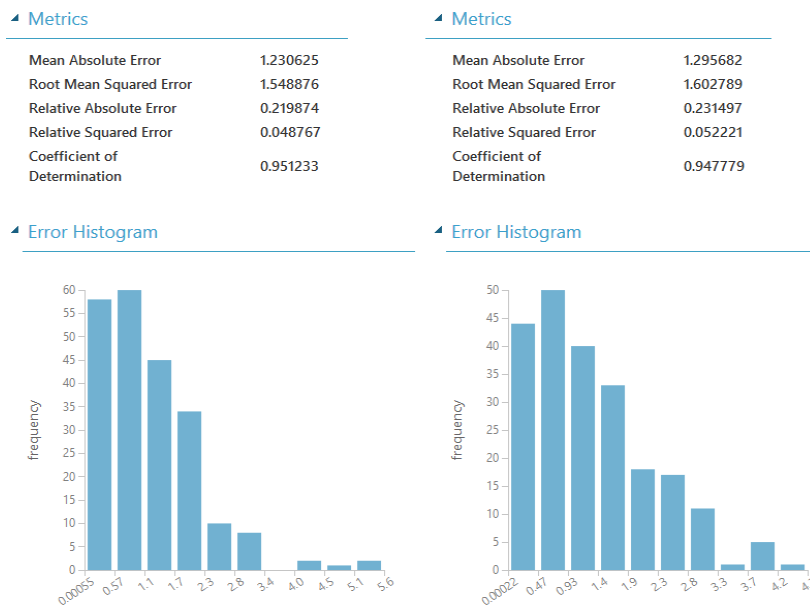 Metrics
Mean Absolute Error 1.230625
Root Mean Squared Error 1.548876
Relative Absolute Error 0.219874
Relative Squared Error 0.048767
Coefficient of
Determination 0.951233
Error Histogram
60
55
50
45
40
35
30
25
20
15
10
5
0
frequency
0.00055 0.57 1.1 1.7 2.3 2.8 3.4 4.0 4.5 5.1 5.6
Metrics
Mean Absolute Error 1.295682
Root Mean Squared Error 1.602789
Relative Absolute Error 0.231497
Relative Squared Error 0.052221
Coefficient of
Determination 0.947779
Error Histogram
50
45
40
35
30
25
20
15
10
5
0
frequency
0.00022 0.47 0.93 1.4 1.9 2.3 2.8 3.3 3.7 4.2